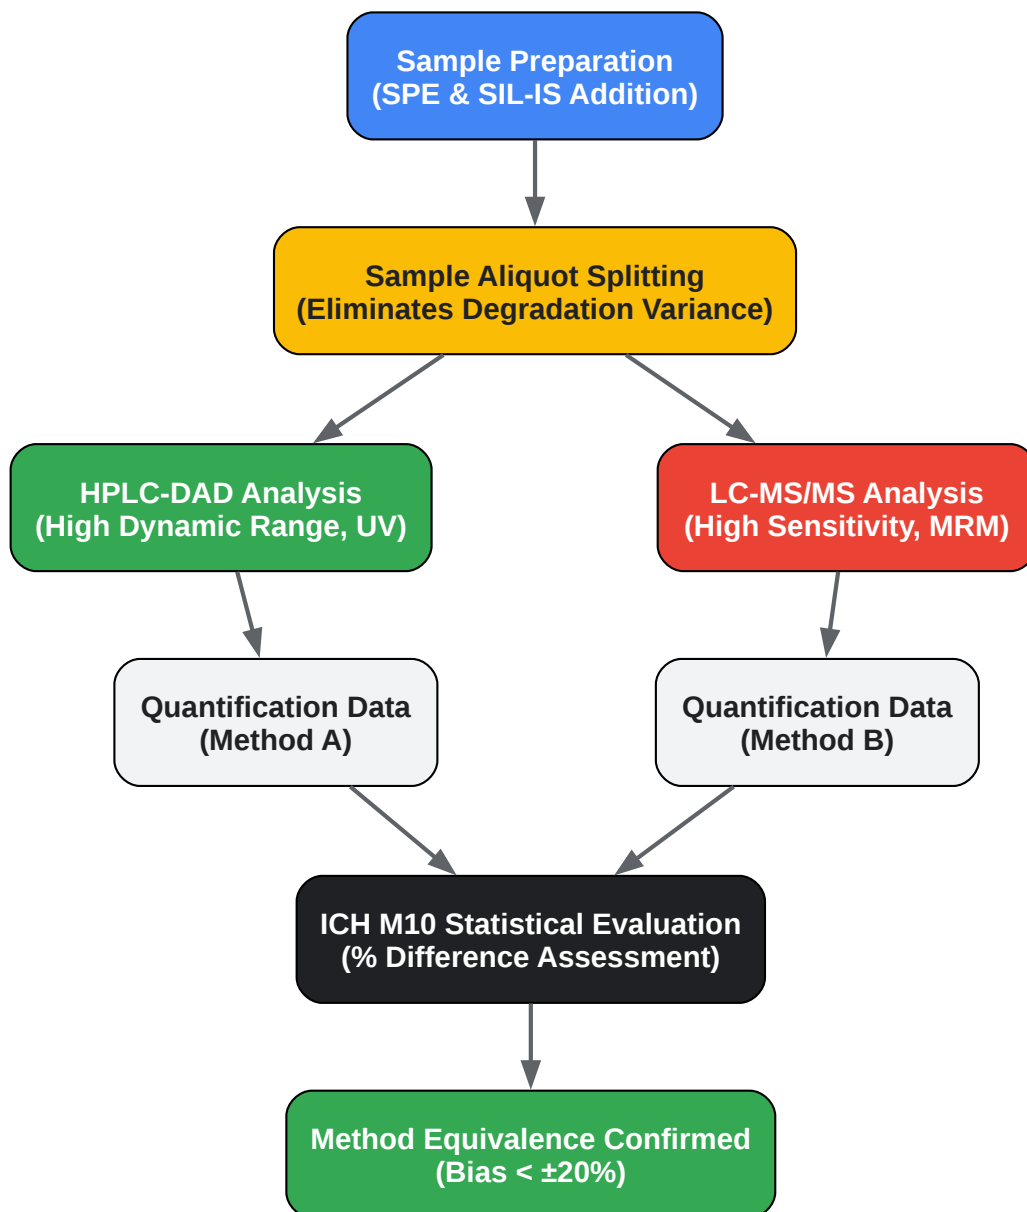 Sample Preparation
(SPE & SIL-IS Addition)
Sample Aliquot Splitting
(Eliminates Degradation Variance)
HPLC-DAD Analysis
(High Dynamic Range, UV)
LC-MS/MS Analysis
(High Sensitivity, MRM)
Quantification Data
(Method A)
Quantification Data
(Method B)
ICH M10 Statistical Evaluation
(% Difference Assessment)
Method Equivalence Confirmed
(Bias < ±20%)